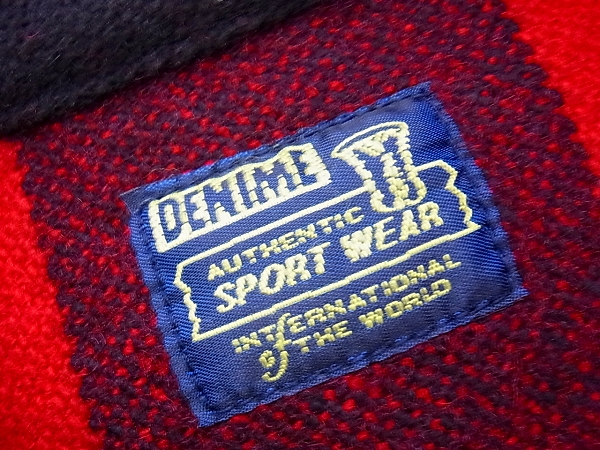 DENIME
AUTHENTIC
SPORT WEAR
INTERNATIONAL
of THE WORLD